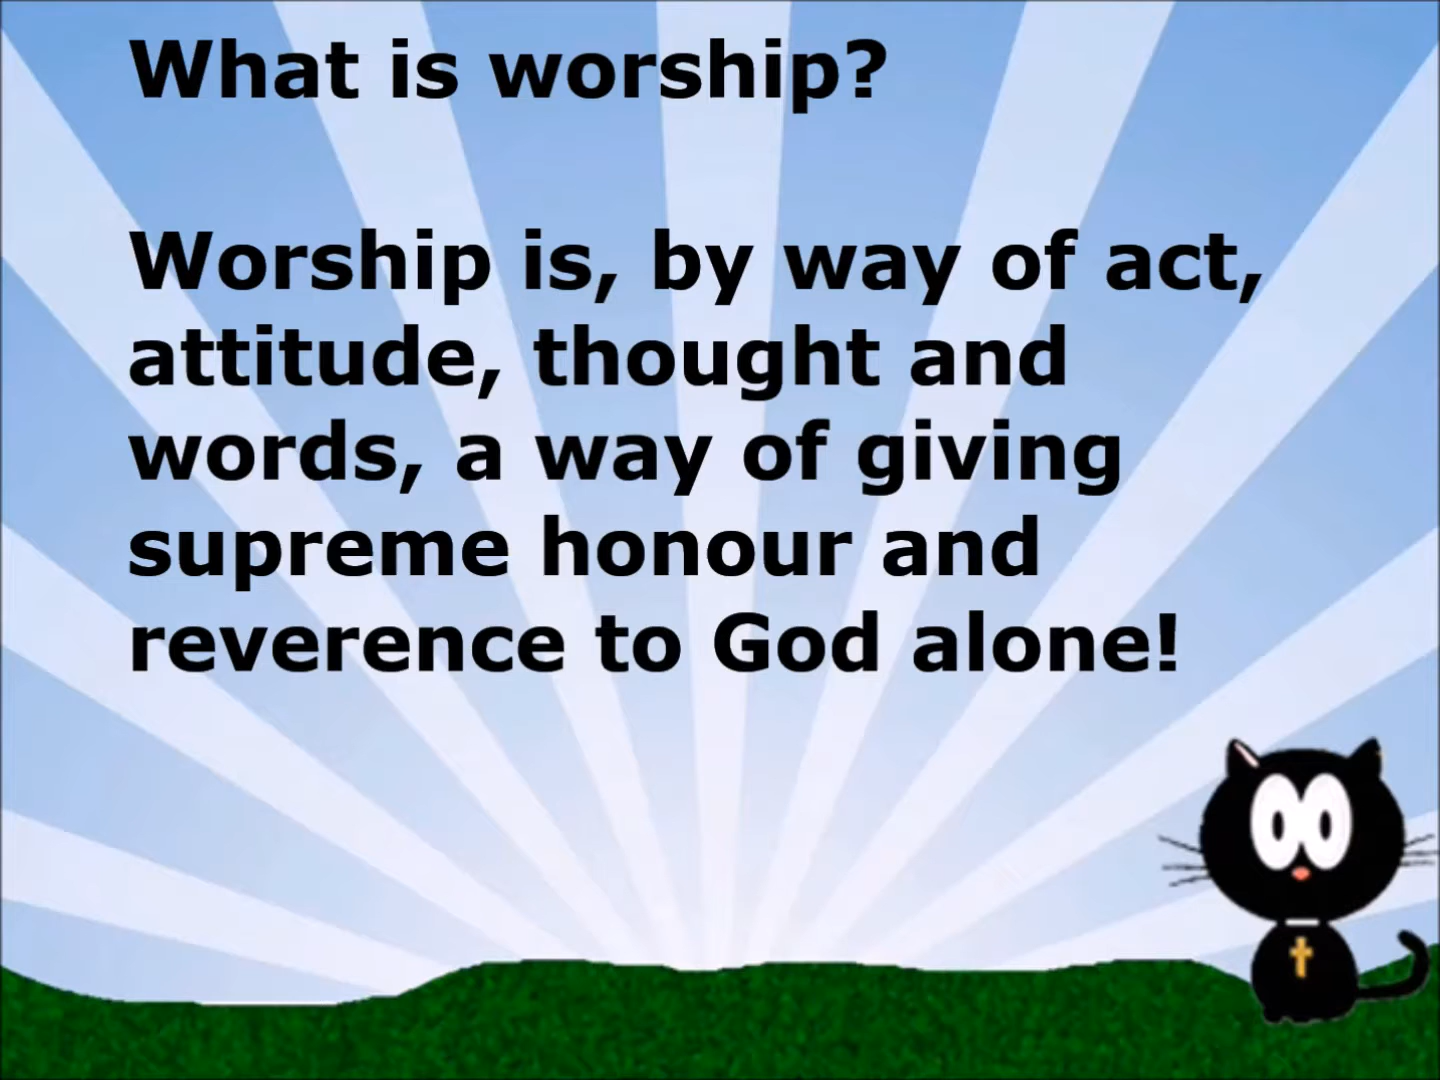 What is worship?
Worship is, by way of act,
attitude, thought and
words, a way of giving
supreme honour and
reverence to God alone!